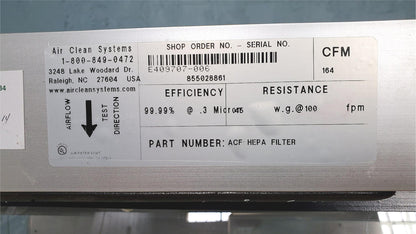 Air Clean Systems
1-800-849-0472
3248 Lake Woodard Dr.
Raleigh, NC 27604 USA
www.aircleansystems.com
SHOP ORDER NO. - SERIAL NO.
E409707-006
855028861
CFM
164
AIRFLOW
TEST
DIRECTION
EFFICIENCY
99.99% @ .3 Micron
RESISTANCE
.45 w.g.@100 fpm
PART NUMBER: ACF HEPA FILTER